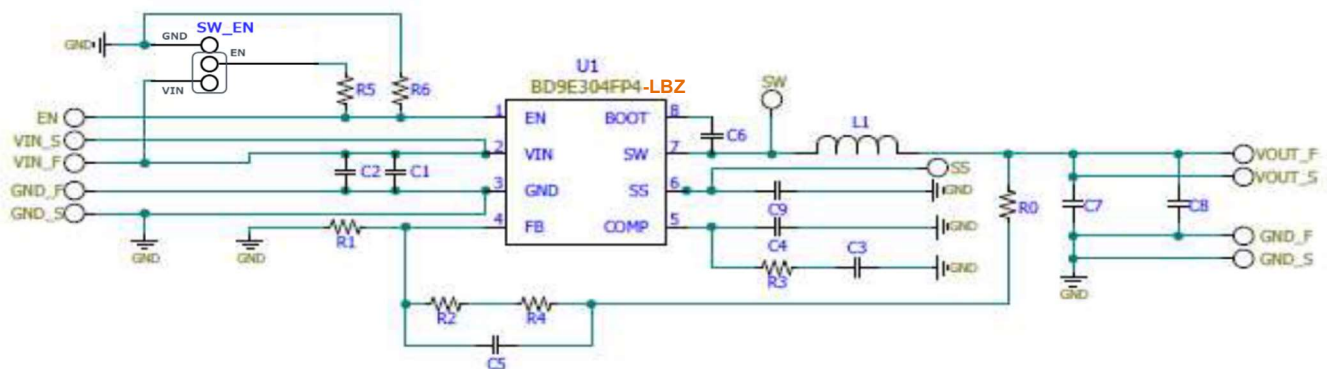 SW_EN
GND
GND
EN
VIN
R5
R6
U1
BD9E304FP4-LBZ
SW
EN
VIN_S
VIN_F
GND_F
GND_S
C2
C1
1
EN
2
VIN
3
GND
4
FB
BOOT
8
SW
7
SS
6
COMP
5
C6
L1
SS
C9
GND
C4
GND
R3
C3
GND
R0
C7
C8
VOUT_F
VOUT_S
GND_F
GND_S
GND
GND
GND
R1
R2
R4
C5